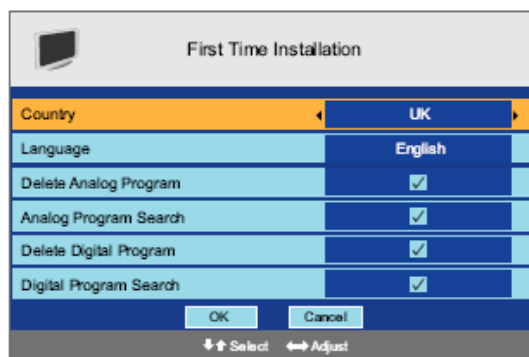 First Time Installation
Country UK
Language English
Delete Analog Program
Analog Program Search
Delete Digital Program
Digital Program Search
OK Cancel
Select Adjust